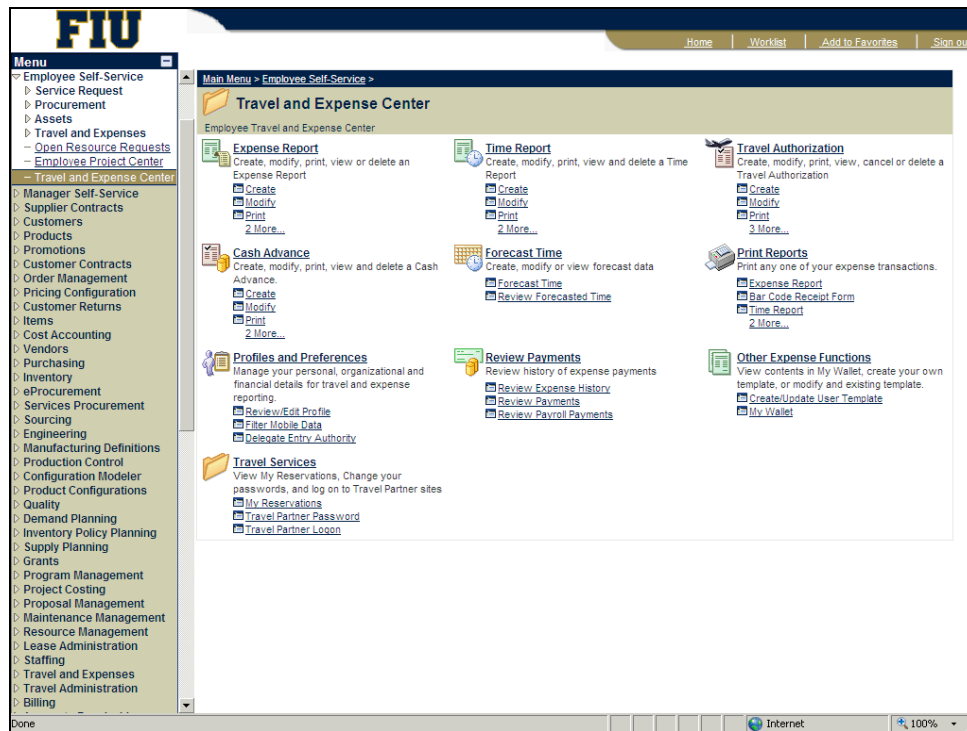 FIU
Home
Worklist
Add to Favorites
Sign ou
Menu
Employee Self-Service
Service Request
Procurement
Assets
Travel and Expenses
Open Resource Requests
Employee Project Center
Travel and Expense Center
Manager Self-Service
Supplier Contracts
Customers
Products
Promotions
Customer Contracts
Order Management
Pricing Configuration
Customer Returns
Items
Cost Accounting
Vendors
Purchasing
Inventory
eProcurement
Services Procurement
Sourcing
Engineering
Manufacturing Definitions
Production Control
Configuration Modeler
Product Configurations
Quality
Demand Planning
Inventory Policy Planning
Supply Planning
Grants
Program Management
Project Costing
Proposal Management
Maintenance Management
Resource Management
Lease Administration
Staffing
Travel and Expenses
Travel Administration
Billing
Main Menu > Employee Self-Service >
Travel and Expense Center
Employee Travel and Expense Center
Expense Report
Create, modify, print, view or delete an
Expense Report
Create
Modify
Print
2 More...
Time Report
Create, modify, print, view and delete a Time
Report
Create
Modify
Print
2 More...
Travel Authorization
Create, modify, print, view, cancel or delete a
Travel Authorization
Create
Modify
Print
3 More...
Cash Advance
Create, modify, print, view and delete a Cash
Advance.
Create
Modify
Print
2 More...
Forecast Time
Create, modify or view forecast data
Forecast Time
Review Forecasted Time
Print Reports
Print any one of your expense transactions.
Expense Report
Bar Code Receipt Form
Time Report
2 More...
Profiles and Preferences
Manage your personal, organizational and
financial details for travel and expense
reporting.
Review/Edit Profile
Filter Mobile Data
Delegate Entry Authority
Review Payments
Review history of expense payments
Review Expense History
Review Payments
Review Payroll Payments
Other Expense Functions
View contents in My Wallet, create your own
template, or modify and existing template.
Create/Update User Template
My Wallet
Travel Services
View My Reservations, Change your
passwords, and log on to Travel Partner sites
My Reservations
Travel Partner Password
Travel Partner Logon
Done
Internet
100%